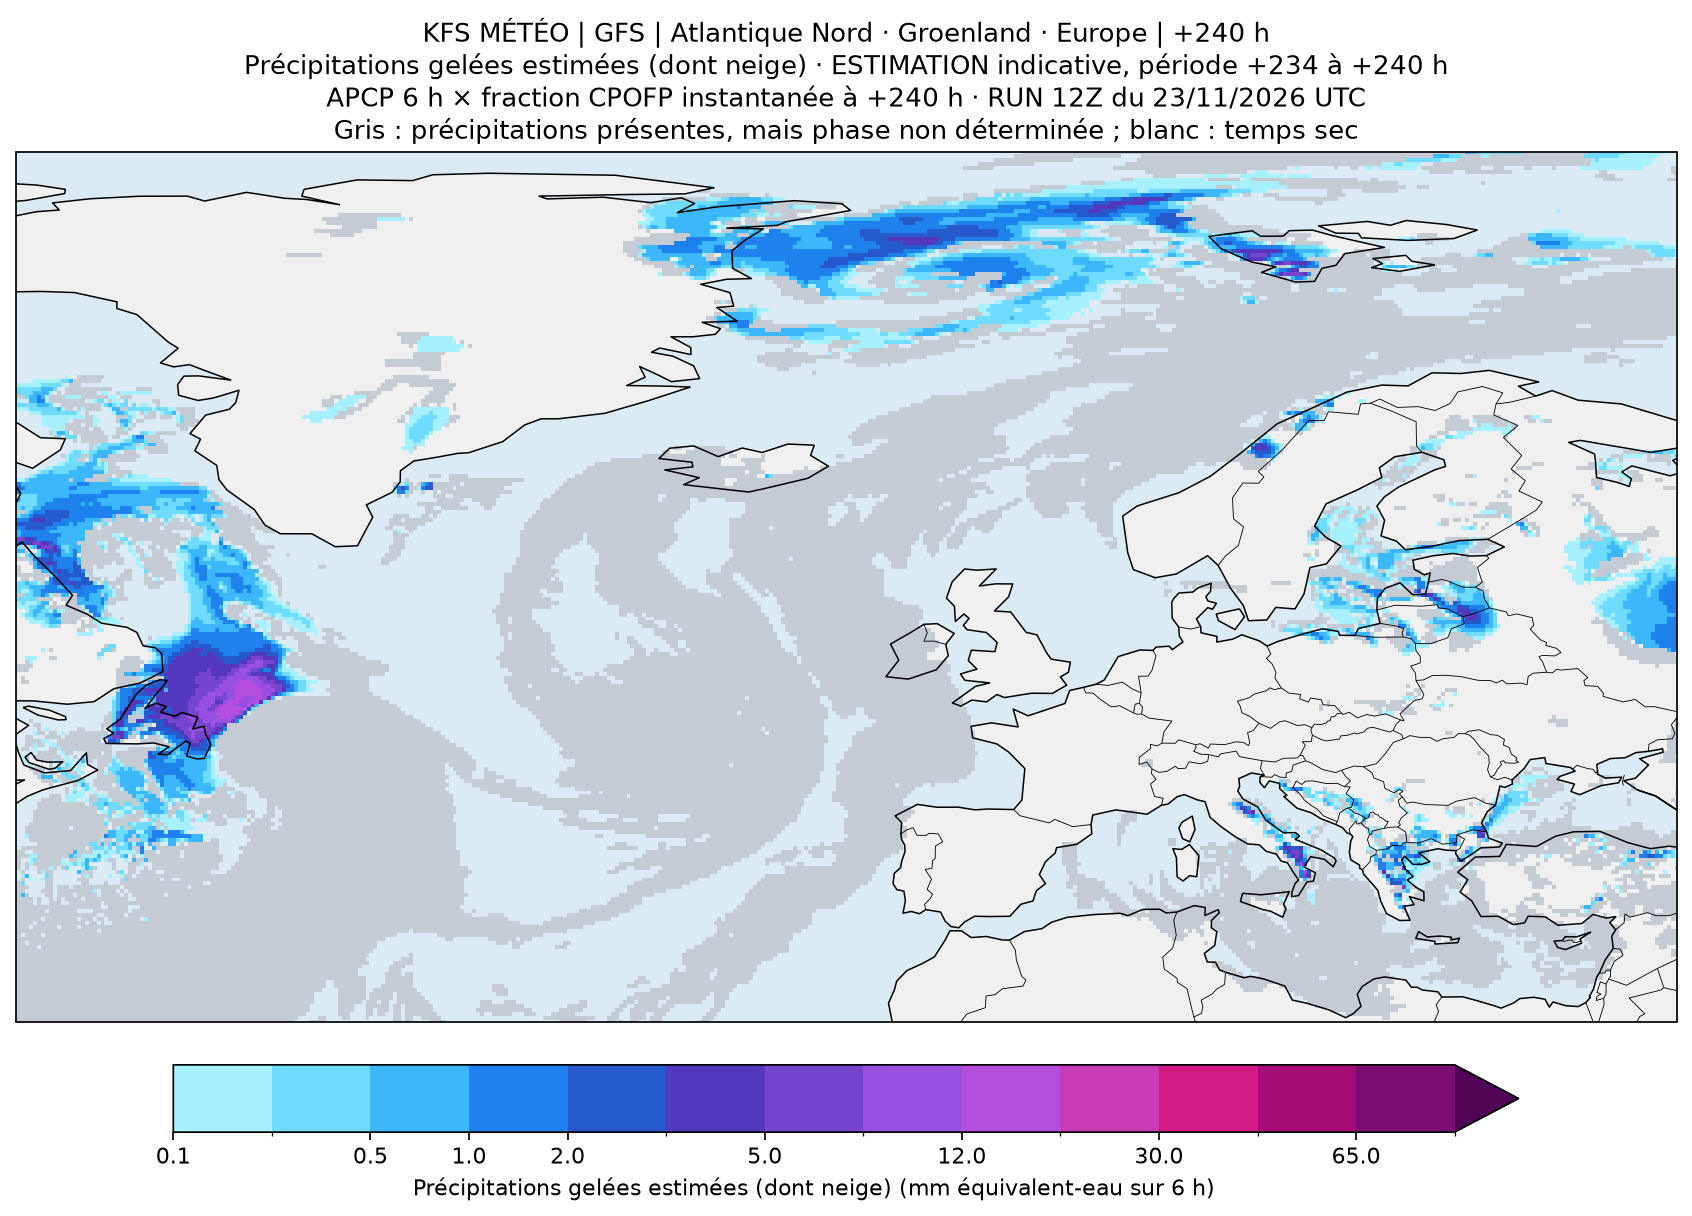 KFS MÉTÉO | GFS | Atlantique Nord · Groenland · Europe | +240 h
Précipitations gelées estimées (dont neige) · ESTIMATION indicative, période +234 à +240 h
APCP 6 h × fraction CPOFP instantanée à +240 h · RUN 12Z du 23/11/2026 UTC
Gris : précipitations présentes, mais phase non déterminée ; blanc : temps sec
0.1 0.5 1.0 2.0 5.0 12.0 30.0 65.0
Précipitations gelées estimées (dont neige) (mm équivalent-eau sur 6 h)